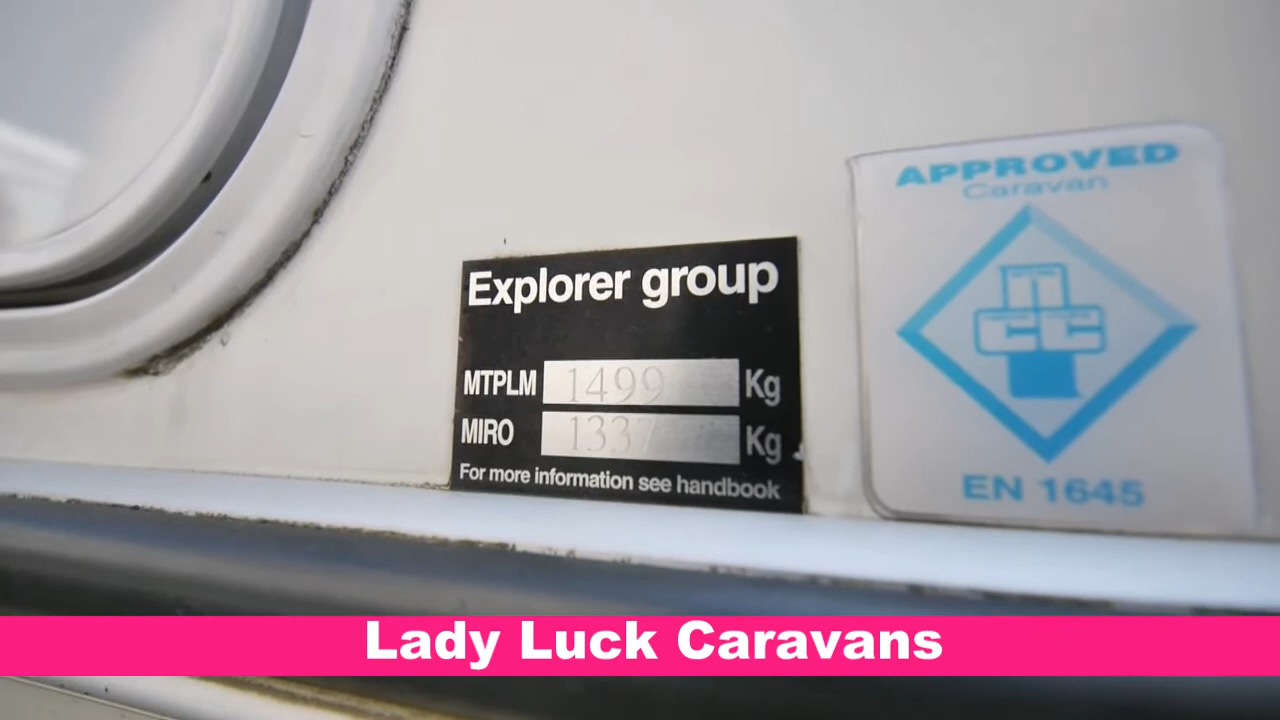 APPROVED
Caravan
Explorer group
MTPLM 1499 Kg
MIRO 1337 Kg
For more information see handbook
EN 1645
Lady Luck Caravans